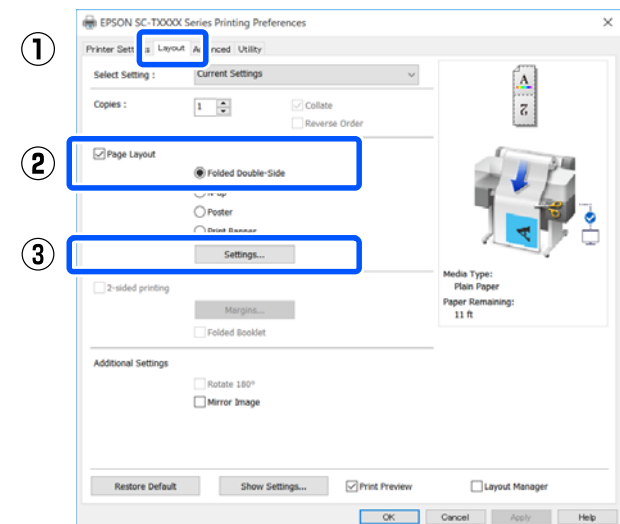 EPSON SC-TXXXX Series Printing Preferences
1
Layout
Utility
Select Setting :
Current Settings
Copies :
1
Collate
Reverse Order
2
Page Layout
Folded Double-Side
Poster
Print Banner
3
Settings...
2-sided printing
Margins...
Folded Booklet
Additional Settings
Rotate 180°
Mirror Image
A
2
A
Media Type:
Plain Paper
Paper Remaining:
11 ft
Restore Default
Show Settings...
Print Preview
Layout Manager
OK
Cancel
Apply
Help